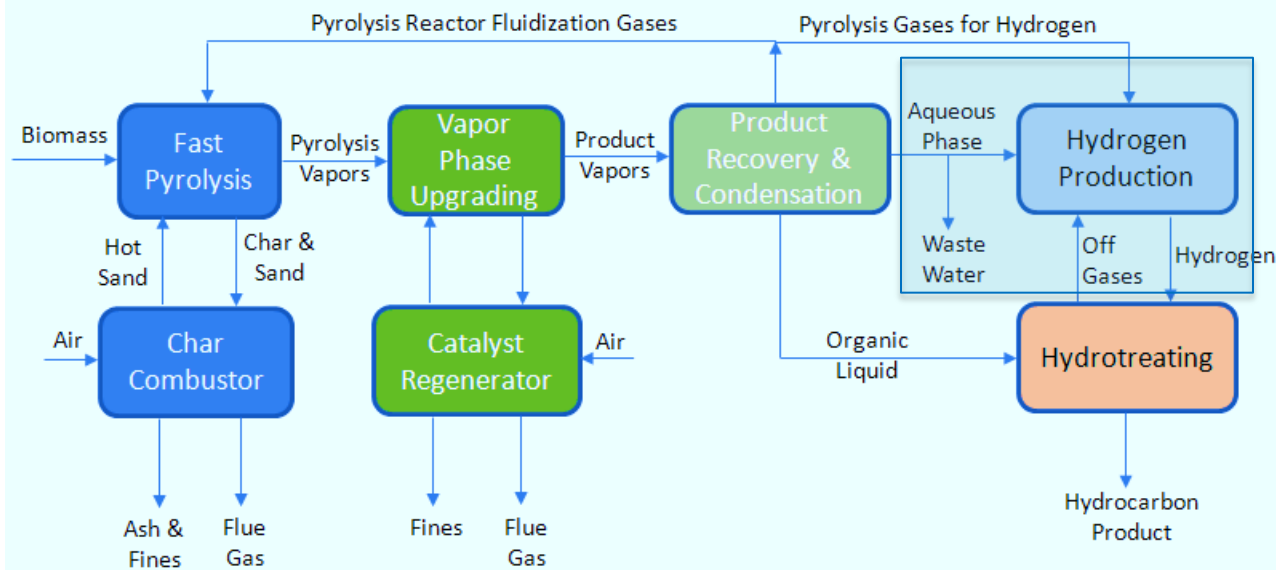 Pyrolysis Reactor Fluidization Gases
Pyrolysis Gases for Hydrogen
Biomass
Fast
Pyrolysis
Pyrolysis
Vapors
Vapor
Phase
Upgrading
Product
Vapors
Product
Recovery &
Condensation
Aqueous
Phase
Hydrogen
Production
Hot
Sand
Char &
Sand
Waste
Water
Off
Gases
Hydrogen
Air
Char
Combustor
Catalyst
Regenerator
Air
Organic
Liquid
Hydrotreating
Ash &
Fines
Flue
Gas
Fines
Flue
Gas
Hydrocarbon
Product